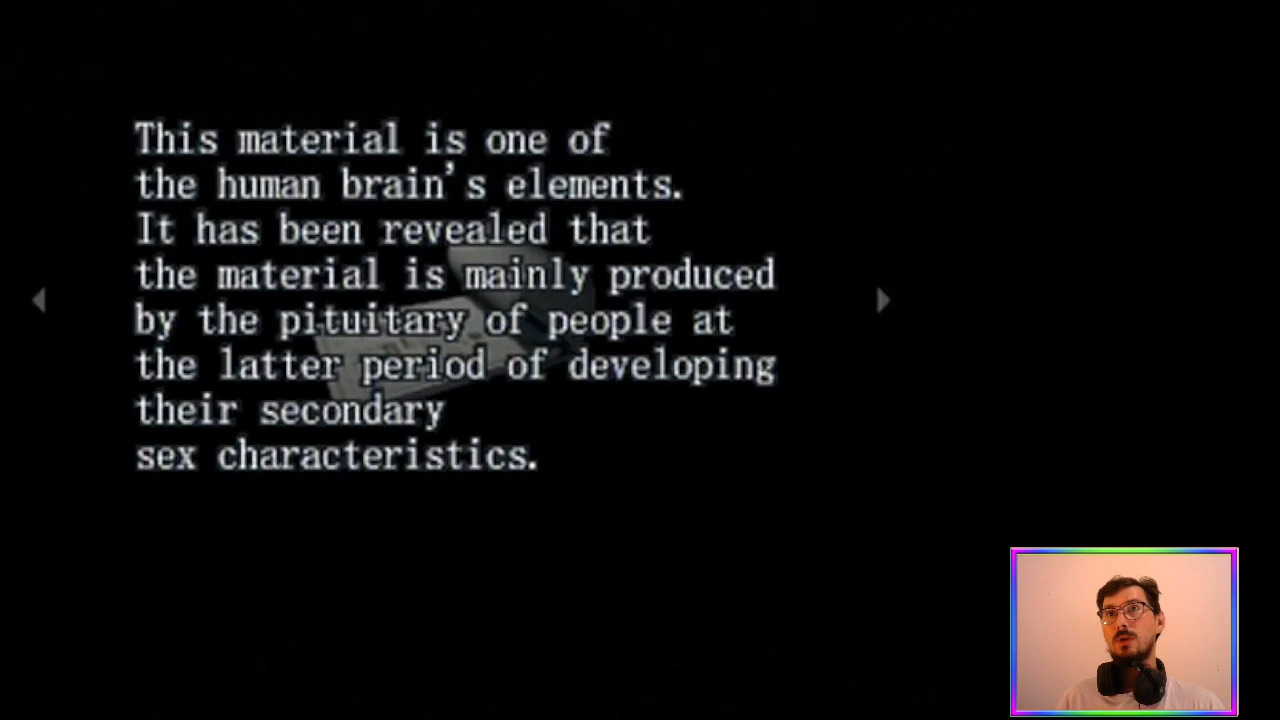 This material is one of
the human brain's elements.
It has been revealed that
the material is mainly produced
by the pituitary of people at
the latter period of developing
their secondary
sex characteristics.